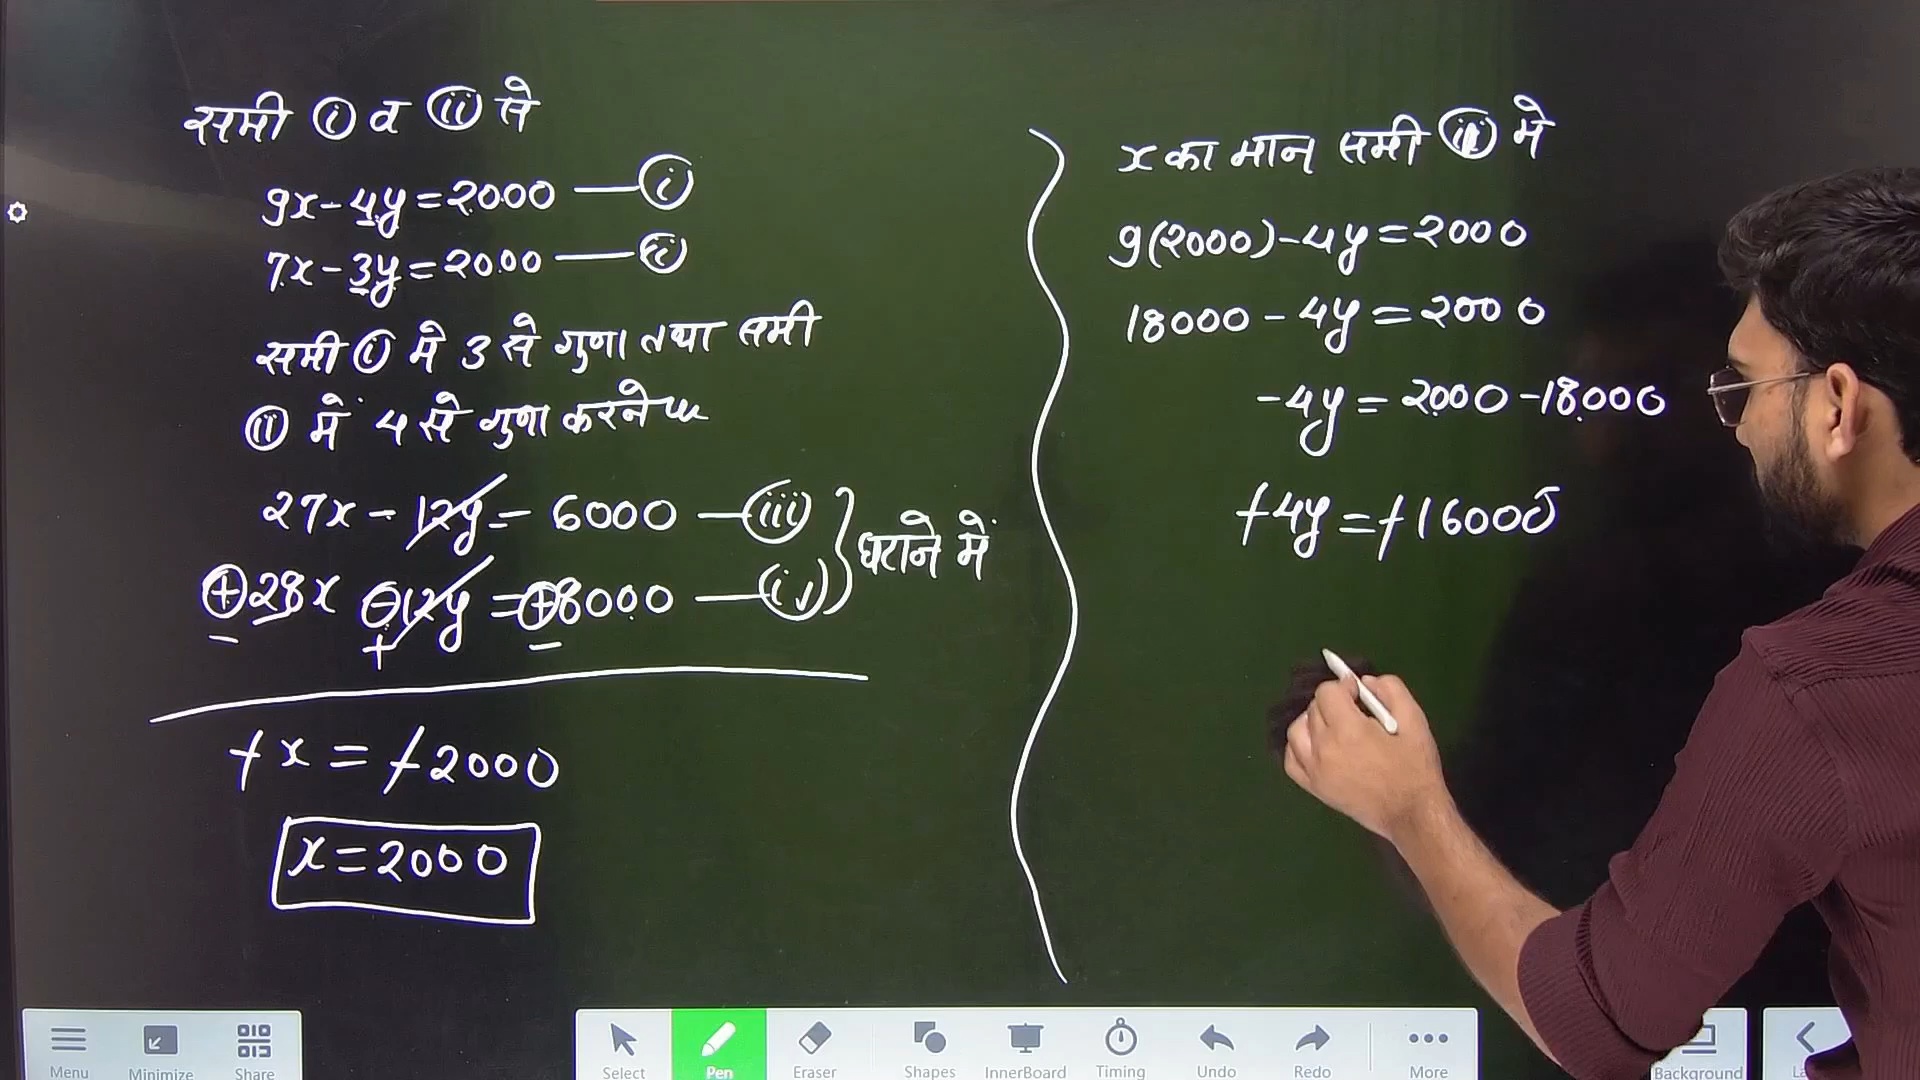 समी (i) व (ii) से
9x - 4y = 2000 — (i)
7x - 3y = 2000 — (ii)
समी (i) मे 3 से गुणा तथा समी
(ii) में 4 से गुणा करने पर
27x - 12y = 6000 — (iii)
+28x - 12y = +8000 — (iv)
- + -
घटाने में
+x = +2000
x = 2000
x का मान समी (i) मे
9(2000) - 4y = 2000
18000 - 4y = 2000
-4y = 2000 - 18000
+4y = +16000
Menu Minimize Share Select Pen Eraser Shapes InnerBoard Timing Undo Redo More Background